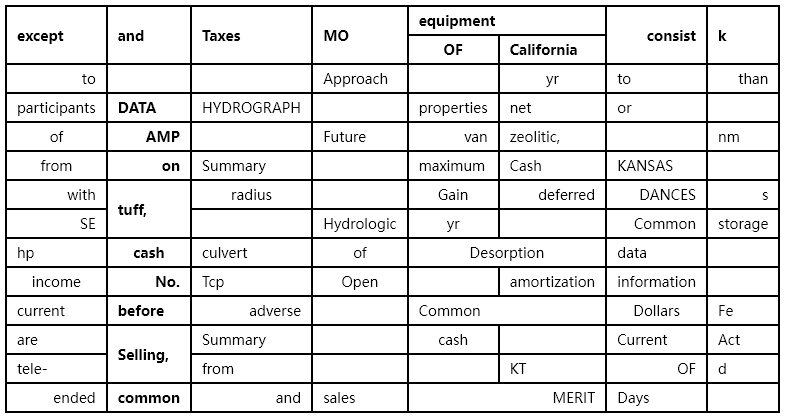 except and Taxes MO equipment consist k
OF California
to Approach yr to than
participants DATA HYDROGRAPH properties net or
of AMP Future van zeolitic, nm
from on Summary maximum Cash KANSAS
with tuff, radius Gain deferred DANCES s
SE Hydrologic yr Common storage
hp cash culvert of Desorption data
income No. Tcp Open amortization information
current before adverse Common Dollars Fe
are Selling, Summary cash Current Act
tele- from KT OF d
ended common and sales MERIT Days